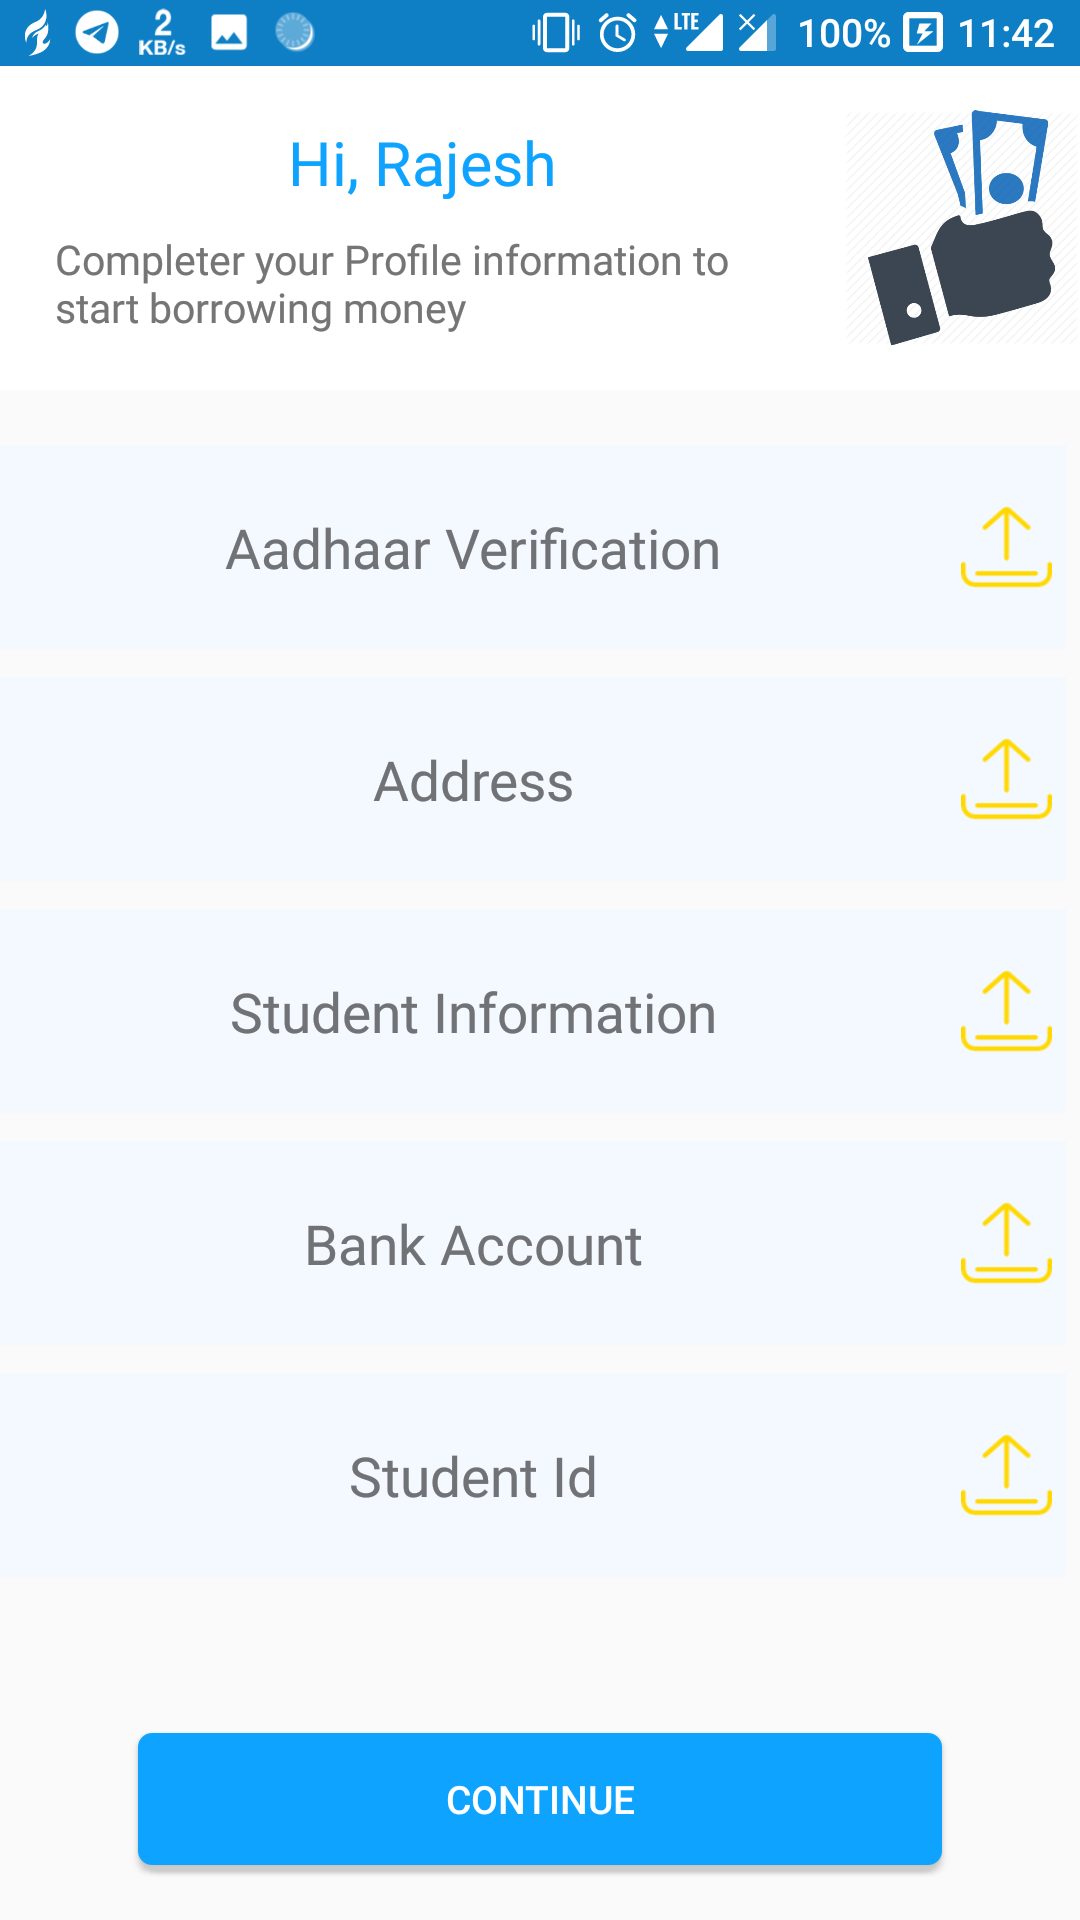 2
KB/s
LTE
100%
11:42
Hi, Rajesh
Completer your Profile information to
start borrowing money
Aadhaar Verification
Address
Student Information
Bank Account
Student Id
CONTINUE